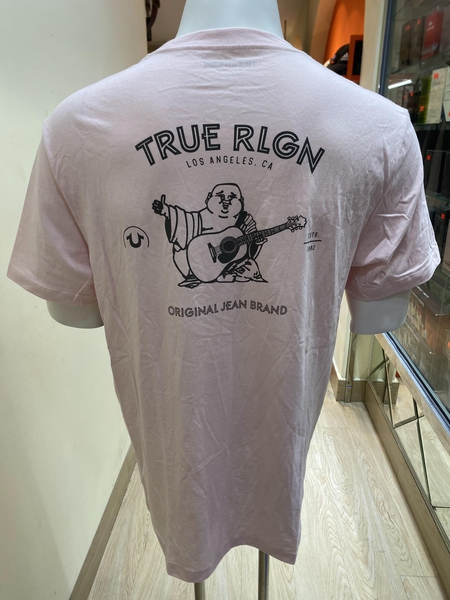 TRUE RLGN
LOS ANGELES, CA
ORIGINAL JEAN BRAND